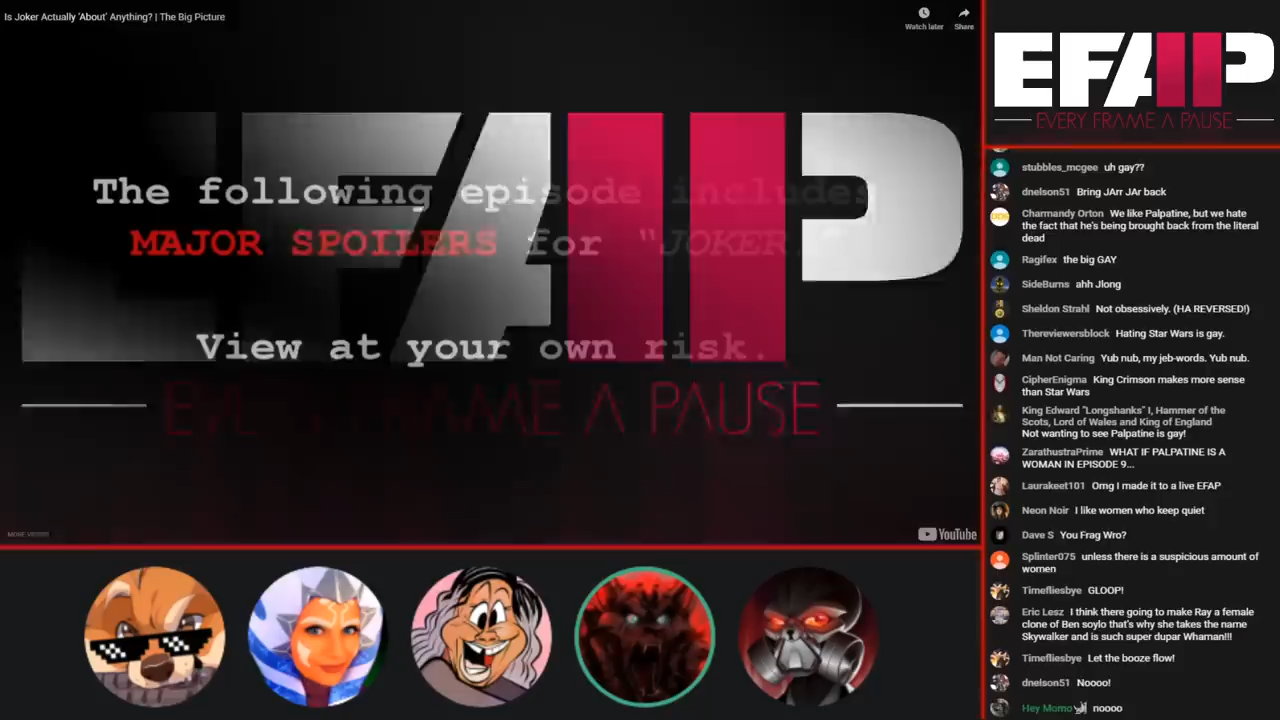 Is Joker Actually 'About' Anything? | The Big Picture
Watch later
Share
The following episode includes
MAJOR SPOILERS for "JOKER."
View at your own risk.
EFAP
EVERY FRAME A PAUSE
MORE VIDEOS
YouTube
EFAP
EVERY FRAME A PAUSE
stubbles_mcgee uh gay??
dnelson51 Bring JArr JAr back
Charmandy Orton We like Palpatine, but we hate
the fact that he's being brought back from the literal
dead
Ragifex the big GAY
SideBurns ahh Jlong
Sheldon Strahl Not obsessively. (HA REVERSED!)
Thereviewersblock Hating Star Wars is gay.
Man Not Caring Yub nub, my jeb-words. Yub nub.
CipherEnigma King Crimson makes more sense
than Star Wars
King Edward "Longshanks" I, Hammer of the
Scots, Lord of Wales and King of England
Not wanting to see Palpatine is gay!
ZarathustraPrime WHAT IF PALPATINE IS A
WOMAN IN EPISODE 9...
Laurakeet101 Omg I made it to a live EFAP
Neon Noir I like women who keep quiet
Dave S You Frag Wro?
Splinter075 unless there is a suspicious amount of
women
Timefliesbye GLOOP!
Eric Lesz I think there going to make Ray a female
clone of Ben soylo that's why she takes the name
Skywalker and is such super dupar Whaman!!!
Timefliesbye Let the booze flow!
dnelson51 Noooo!
Hey Momo noooo